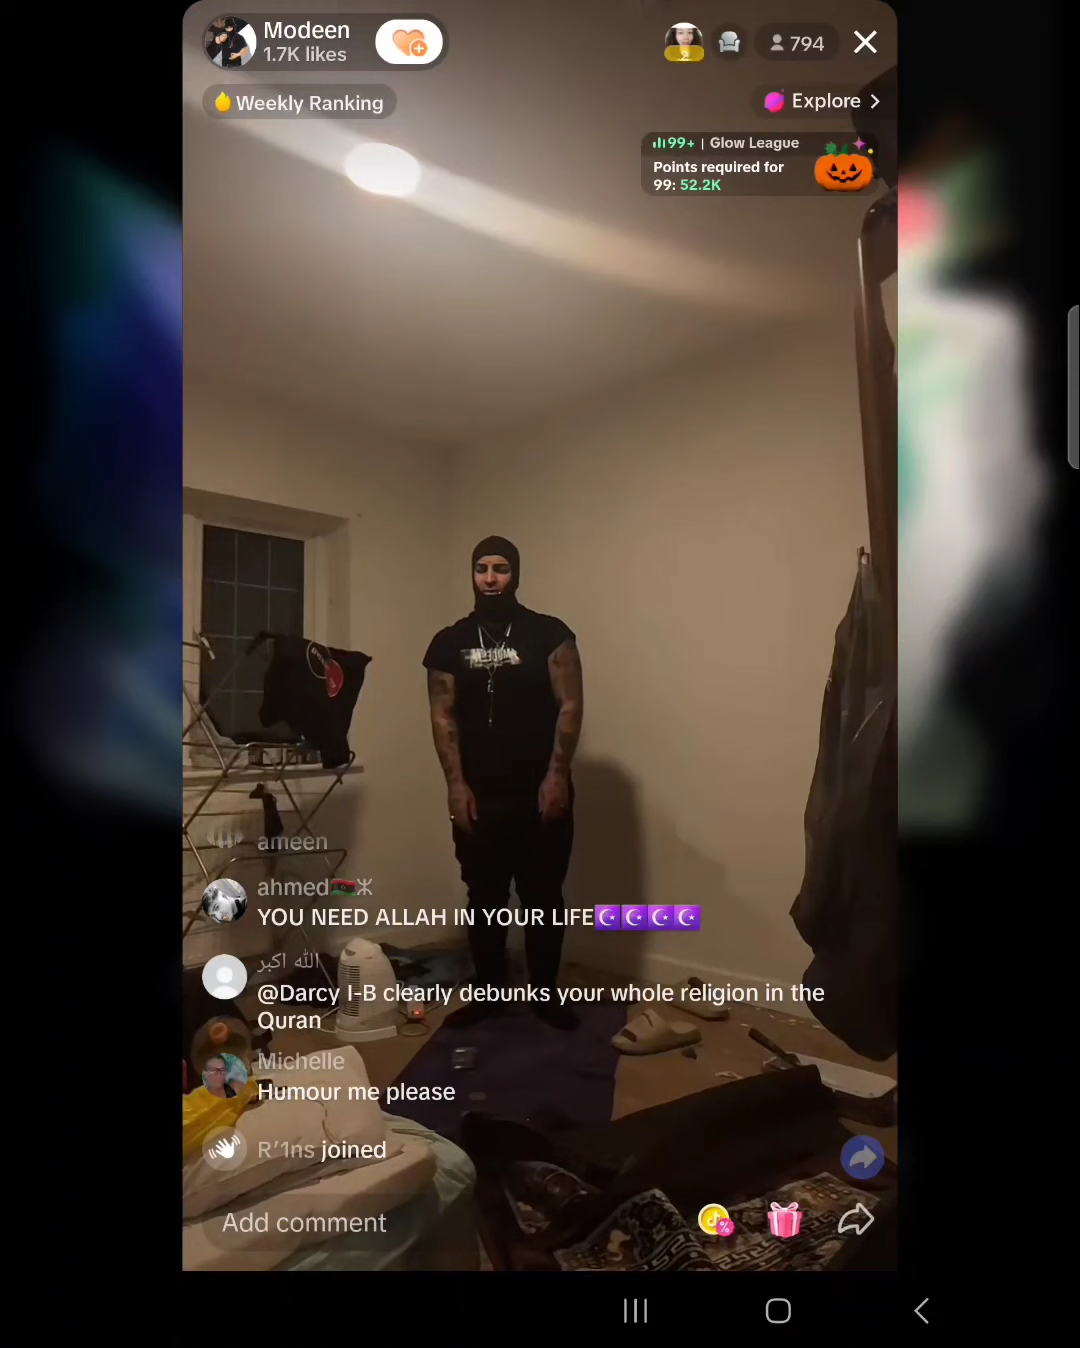 Modeen
1.7K likes
2
794
Weekly Ranking
Explore
99+ | Glow League
Points required for
99: 52.2K
ameen
ahmed🇱🇾ⵣ
YOU NEED ALLAH IN YOUR LIFE☪️☪️☪️☪️
الله اكبر
@Darcy I-B clearly debunks your whole religion in the
Quran
Michelle
Humour me please
R'1ns joined
Add comment